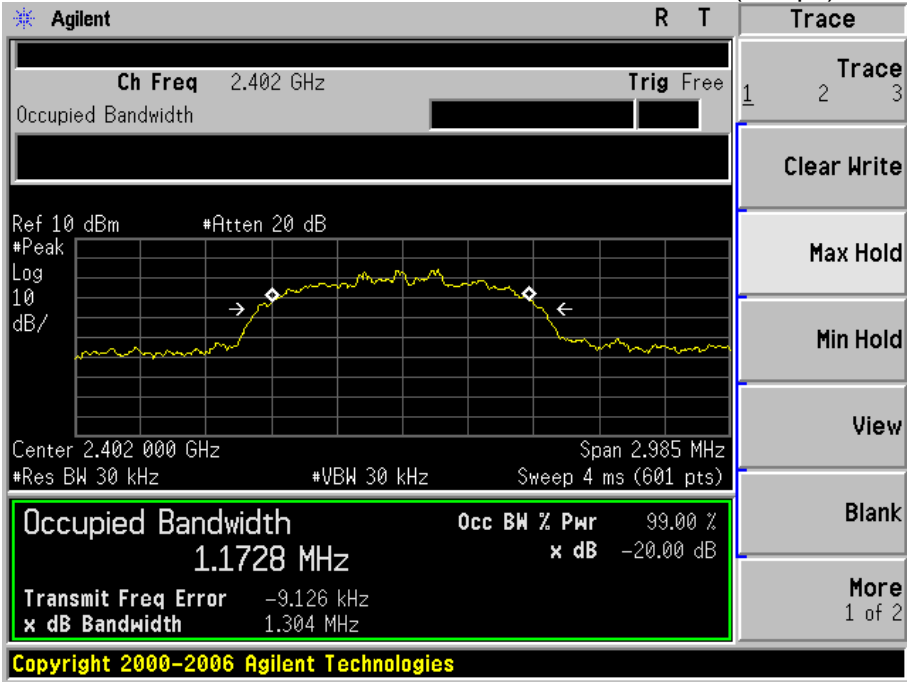 Agilent R T Trace
Ch Freq 2.402 GHz Trig Free
Occupied Bandwidth
Trace
1 2 3
Clear Write
Max Hold
Min Hold
View
Blank
More
1 of 2
Ref 10 dBm #Atten 20 dB
#Peak
Log
10
dB/
Center 2.402 000 GHz Span 2.985 MHz
#Res BW 30 kHz #VBW 30 kHz Sweep 4 ms (601 pts)
Occupied Bandwidth Occ BW % Pwr 99.00 %
1.1728 MHz x dB -20.00 dB
Transmit Freq Error -9.126 kHz
x dB Bandwidth 1.304 MHz
Copyright 2000-2006 Agilent Technologies